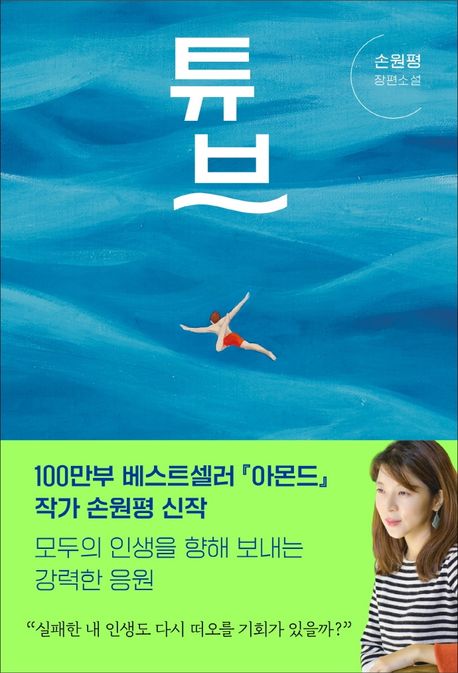 튜브
손원평
장편소설
100만부 베스트셀러 『아몬드』
작가 손원평 신작
모두의 인생을 향해 보내는
강력한 응원
“실패한 내 인생도 다시 떠오를 기회가 있을까?”